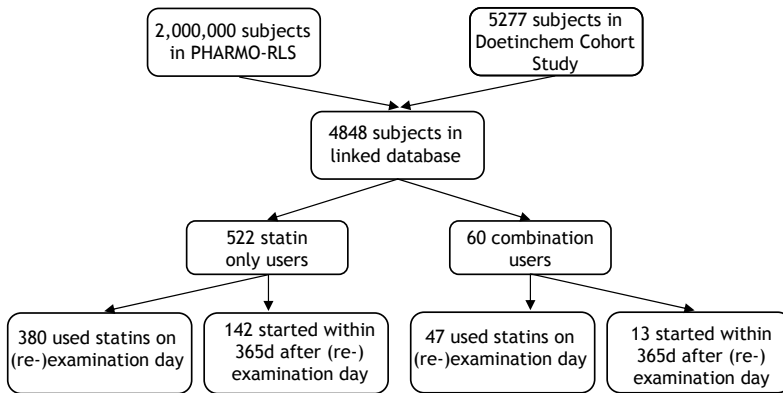 2,000,000 subjects
in PHARMO-RLS
5277 subjects in
Doetinchem Cohort
Study
4848 subjects in
linked database
522 statin
only users
60 combination
users
380 used statins on
(re-)examination day
142 started within
365d after (re-)
examination day
47 used statins on
(re-)examination day
13 started within
365d after (re-)
examination day